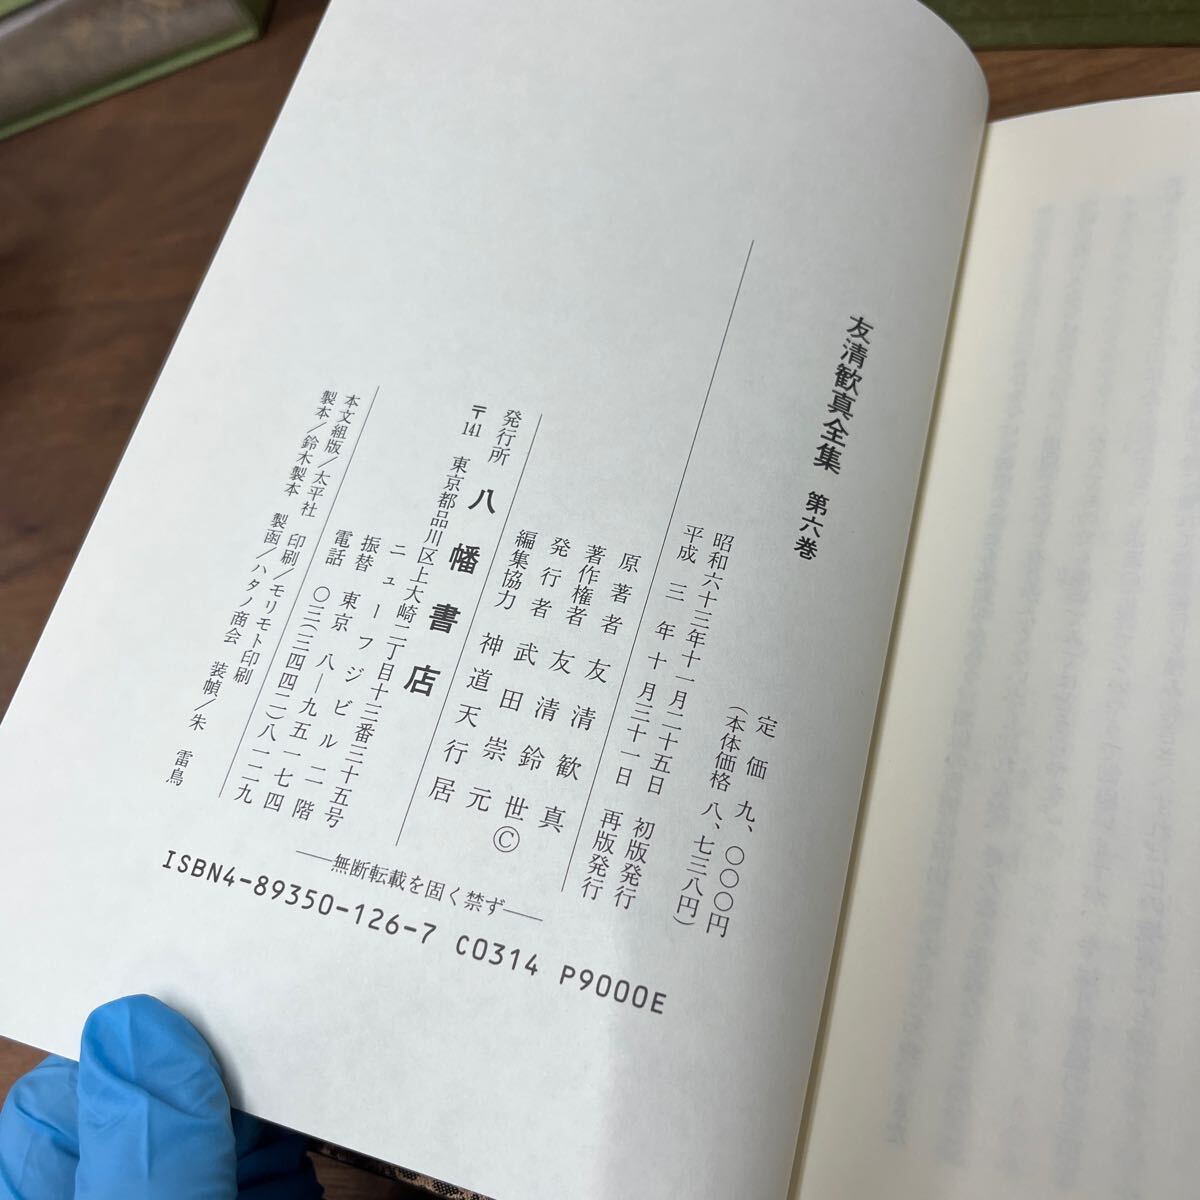 友清歓真全集 第六巻
定価 九、〇〇〇円
(本体価格 八、七三八円)
昭和六十三年十一月二十五日 初版発行
平成三年十月三十一日 再版発行
原著者 友清歓真
著作権者 友清鈴世©
発行者 武田崇元
編集協力 神道天行居
発行所 八幡書店
〒141 東京都品川区上大崎二丁目十三番三十五号
ニューフジビル二階
振替 東京 八―九五一七四
電話 〇三(三四四二)八一二九
本文組版/太平社 印刷/モリモト印刷
製本/鈴木製本 製函/ハタノ商会 装幀/朱 雷鳥
――無断転載を固く禁ず――
ISBN4-89350-126-7 C0314 P9000E